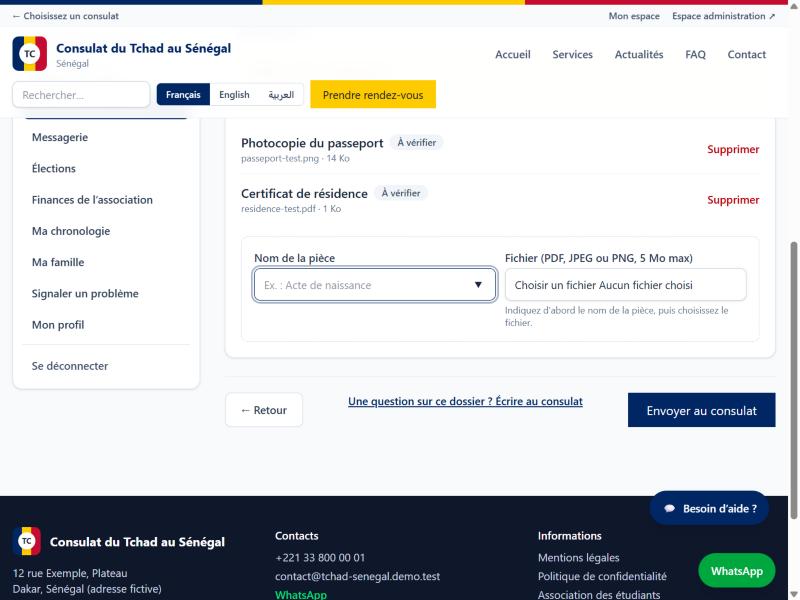 ← Choisissez un consulat
Mon espace
Espace administration ↗
TC
Consulat du Tchad au Sénégal
Sénégal
Accueil
Services
Actualités
FAQ
Contact
Rechercher...
Français
English
العربية
Prendre rendez-vous
Messagerie
Élections
Finances de l'association
Ma chronologie
Ma famille
Signaler un problème
Mon profil
Se déconnecter
Photocopie du passeport
À vérifier
passeport-test.png · 14 Ko
Supprimer
Certificat de résidence
À vérifier
residence-test.pdf · 1 Ko
Supprimer
Nom de la pièce
Ex. : Acte de naissance
Fichier (PDF, JPEG ou PNG, 5 Mo max)
Choisir un fichier Aucun fichier choisi
Indiquez d'abord le nom de la pièce, puis choisissez le
fichier.
← Retour
Une question sur ce dossier ? Écrire au consulat
Envoyer au consulat
Besoin d'aide ?
TC
Consulat du Tchad au Sénégal
12 rue Exemple, Plateau
Dakar, Sénégal (adresse fictive)
Contacts
+221 33 800 00 01
contact@tchad-senegal.demo.test
WhatsApp
Informations
Mentions légales
Politique de confidentialité
Association des étudiants
WhatsApp